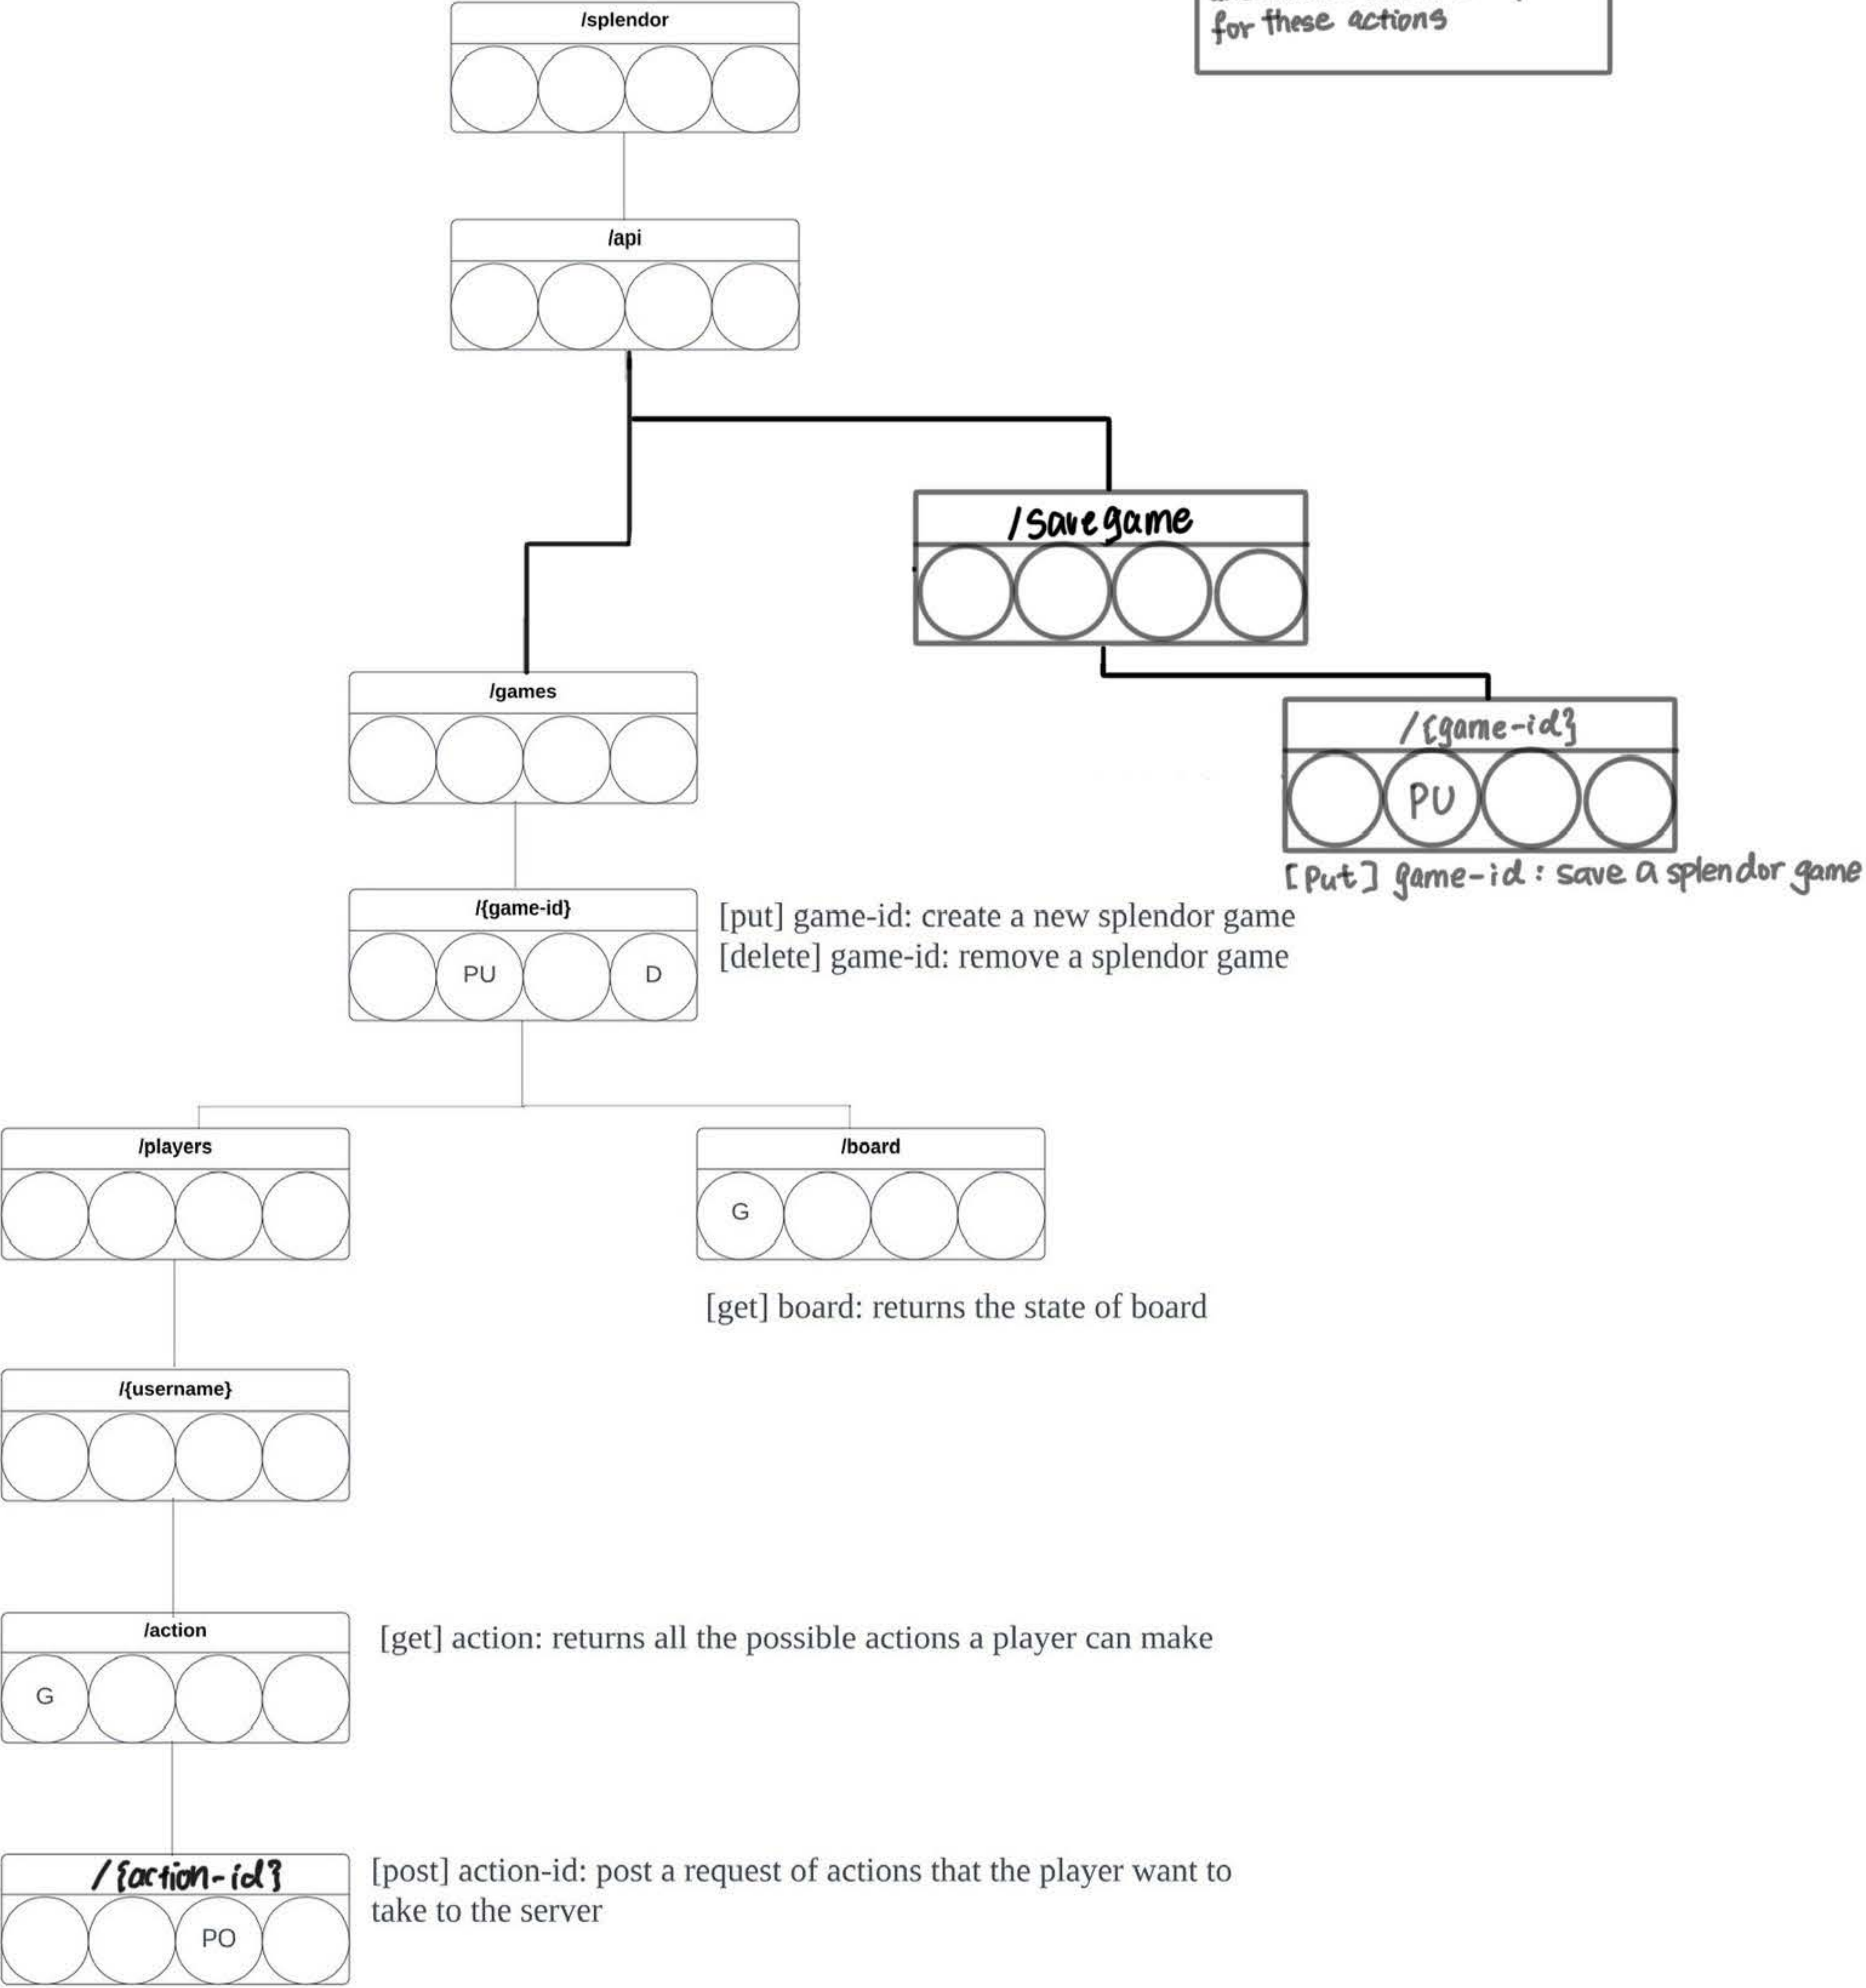 /splendor
for these actions
/api
/savegame
/games
/{game-id}
PU
[Put] game-id: save a splendor game
/{game-id}
PU D
[put] game-id: create a new splendor game
[delete] game-id: remove a splendor game
/players
/board
G
[get] board: returns the state of board
/{username}
/action
G
[get] action: returns all the possible actions a player can make
/{action-id}
PO
[post] action-id: post a request of actions that the player want to
take to the server